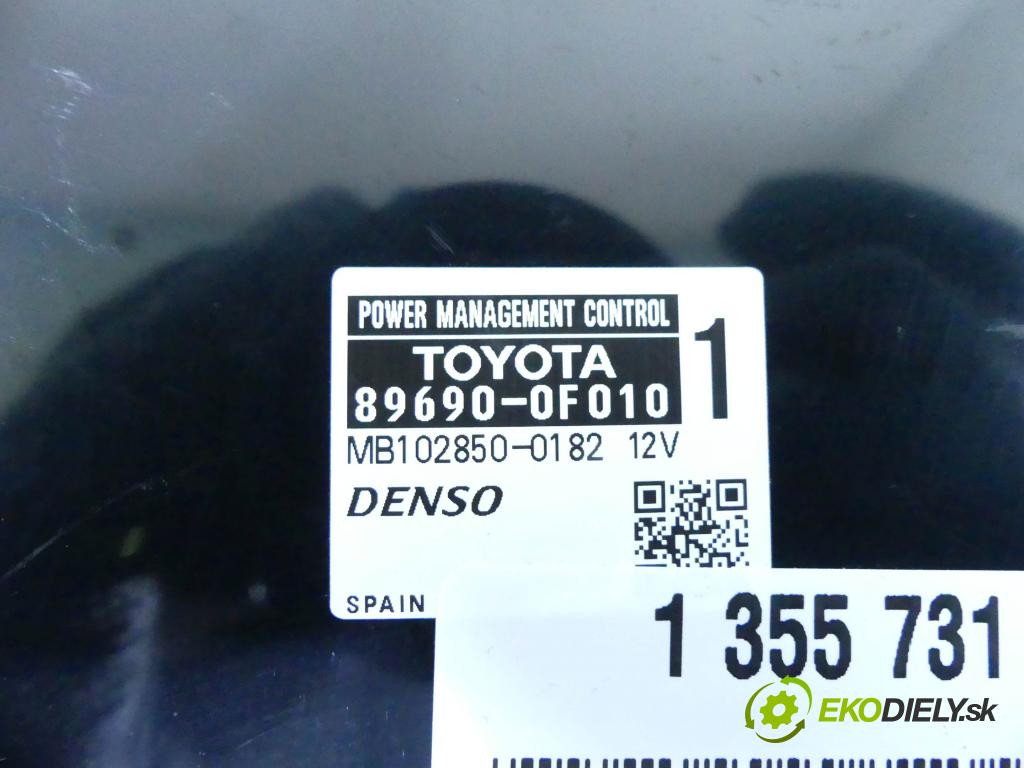 POWER MANAGEMENT CONTROL
1
TOYOTA
89690-0F010
MB102850-0182 12V
DENSO
SPAIN
1 355 731
EKODIELY.sk